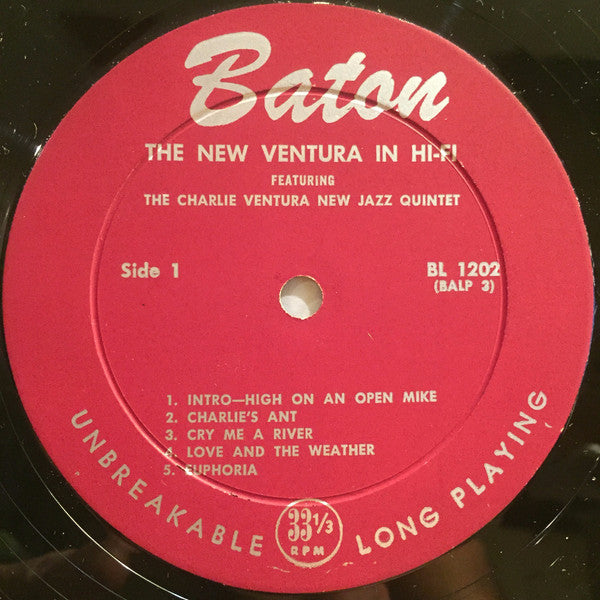 Baton
THE NEW VENTURA IN HI-FI
FEATURING
THE CHARLIE VENTURA NEW JAZZ QUINTET
Side 1
BL 1202
(BALP 3)
1. INTRO—HIGH ON AN OPEN MIKE
2. CHARLIE'S ANT
3. CRY ME A RIVER
4. LOVE AND THE WEATHER
5. EUPHORIA
UNBREAKABLE
33 1/3
RPM
LONG PLAYING